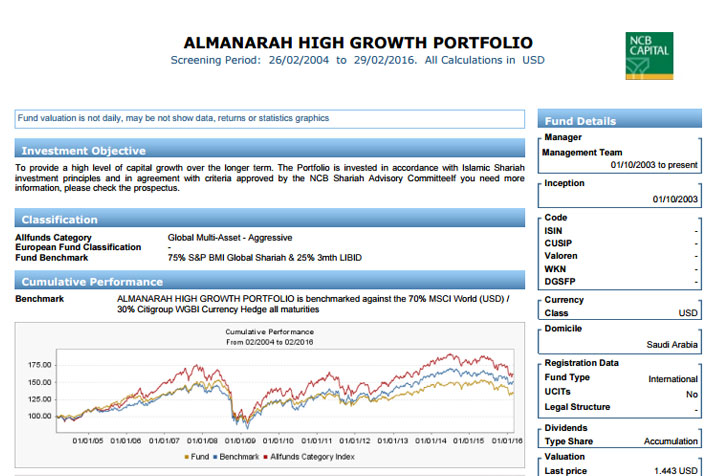 ALMANARAH HIGH GROWTH PORTFOLIO
Screening Period: 26/02/2004 to 29/02/2016. All Calculations in USD
NCB
CAPITAL
Fund valuation is not daily, may be not show data, returns or statistics graphics
Investment Objective
To provide a high level of capital growth over the longer term. The Portfolio is invested in accordance with Islamic Shariah
investment principles and in agreement with criteria approved by the NCB Shariah Advisory CommitteeIf you need more
information, please check the prospectus.
Classification
Allfunds Category Global Multi-Asset - Aggressive
European Fund Classification -
Fund Benchmark 75% S&P BMI Global Shariah & 25% 3mth LIBID
Cumulative Performance
Benchmark ALMANARAH HIGH GROWTH PORTFOLIO is benchmarked against the 70% MSCI World (USD) /
30% Citigroup WGBI Currency Hedge all maturities
Cumulative Performance
From 02/2004 to 02/2016
175.00
150.00
125.00
100.00
01/01/05 01/01/06 01/01/07 01/01/08 01/01/09 01/01/10 01/01/11 01/01/12 01/01/13 01/01/14 01/01/15 01/01/16
Fund Benchmark Allfunds Category Index
Fund Details
Manager
Management Team
01/10/2003 to present
Inception
01/10/2003
Code
ISIN -
CUSIP -
Valoren -
WKN -
DGSFP -
Currency
Class USD
Domicile
Saudi Arabia
Registration Data
Fund Type International
UCITs No
Legal Structure -
Dividends
Type Share Accumulation
Valuation
Last price 1.443 USD